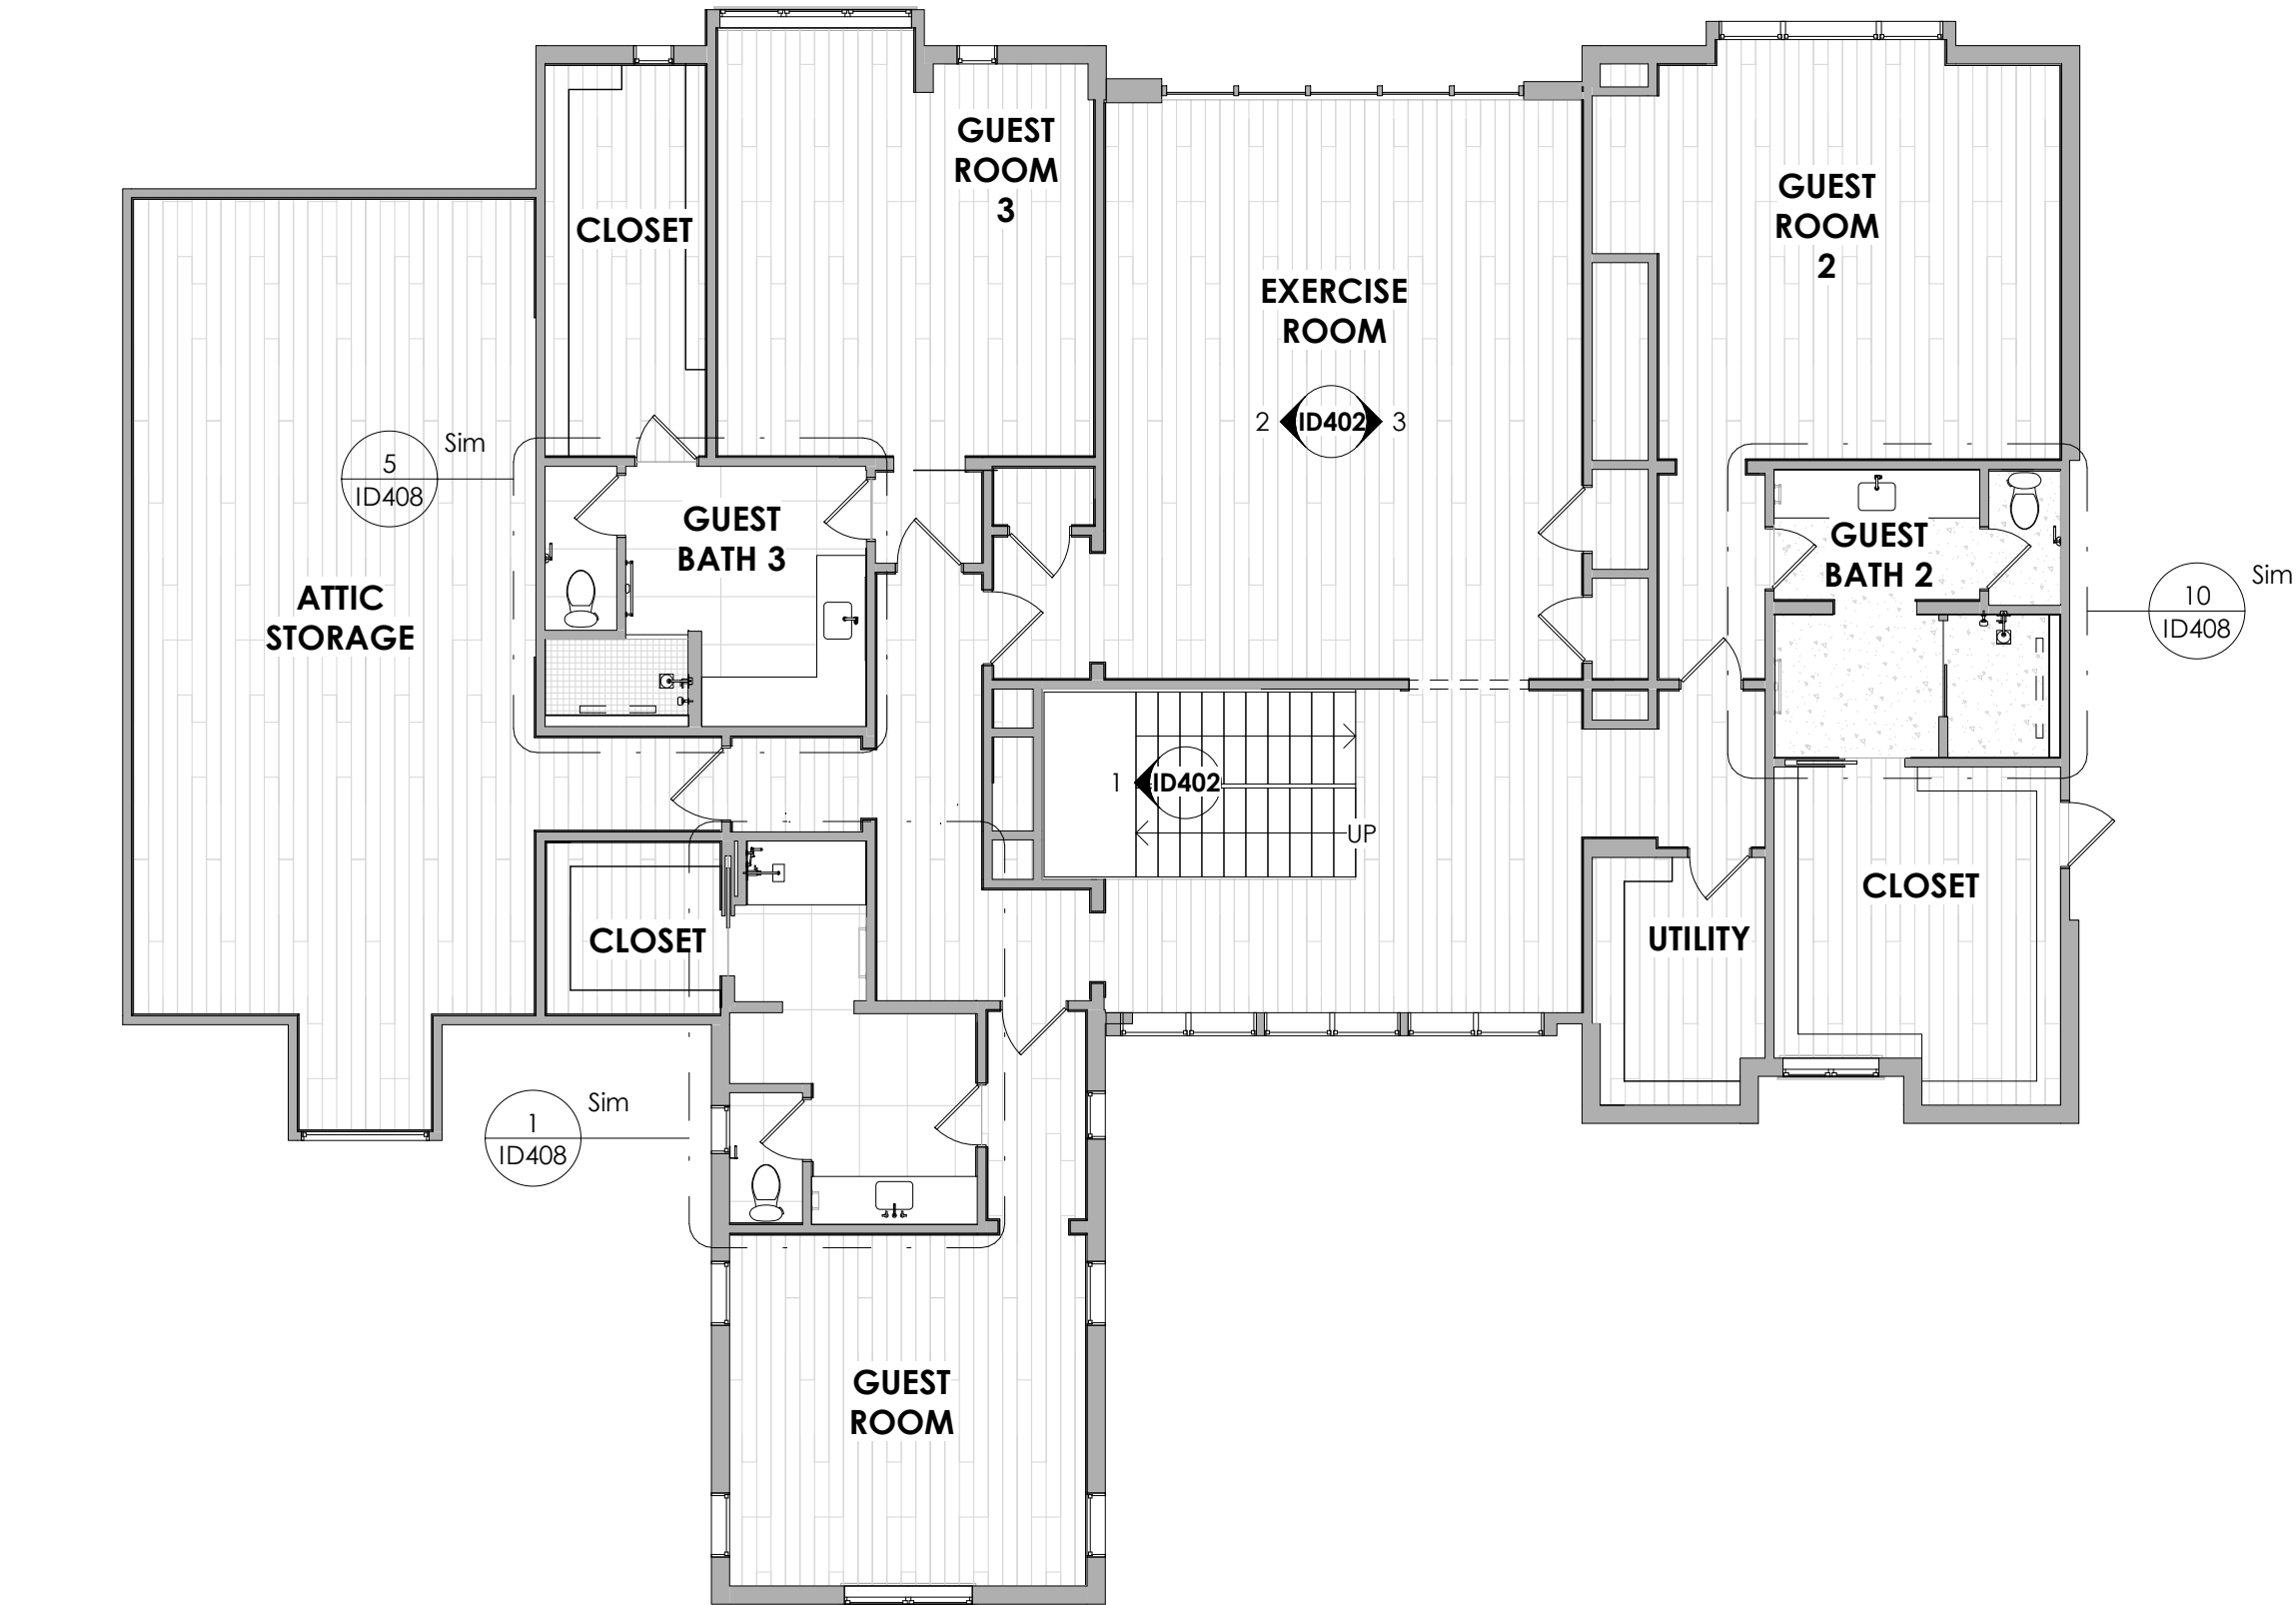 GUEST
ROOM
3
GUEST
ROOM
2
CLOSET
EXERCISE
ROOM
2 ID402 3
Sim
5
ID408
GUEST
BATH 3
GUEST
BATH 2
Sim
10
ID408
ATTIC
STORAGE
1 ID402
UP
CLOSET
CLOSET
UTILITY
Sim
1
ID408
GUEST
ROOM